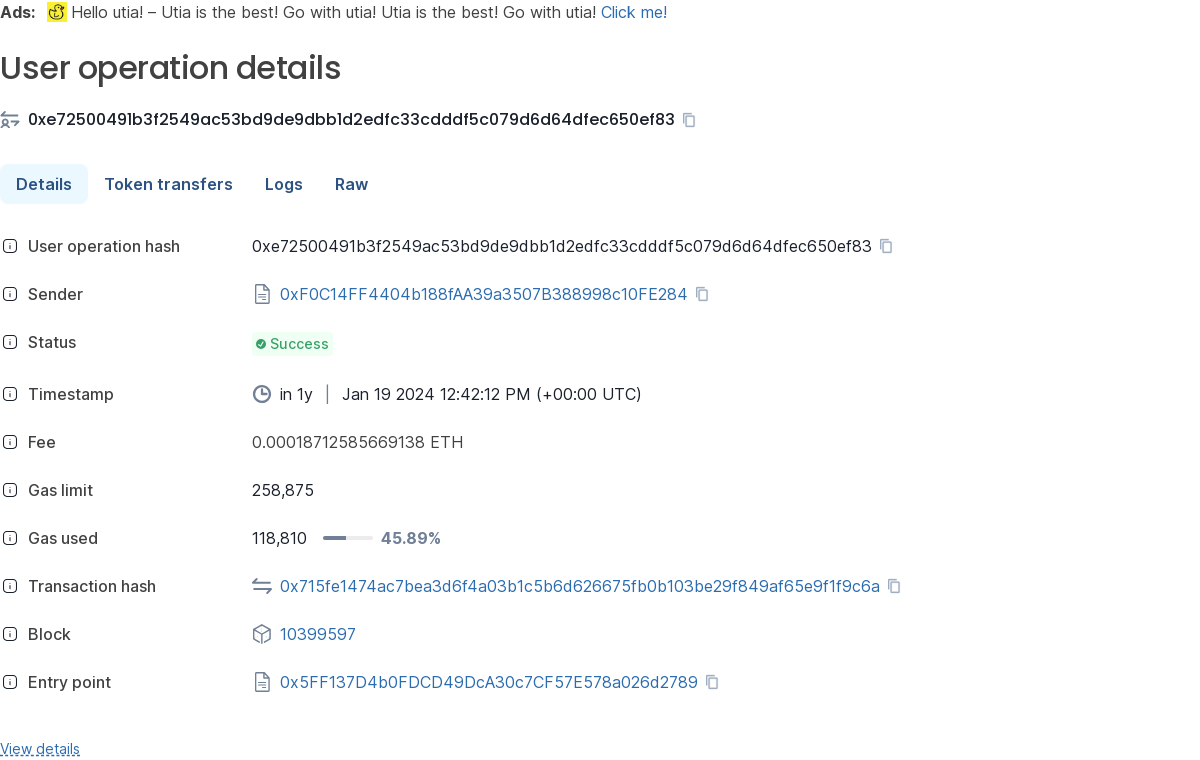 Ads: Hello utia! – Utia is the best! Go with utia! Utia is the best! Go with utia! Click me!
User operation details
0xe72500491b3f2549ac53bd9de9dbb1d2edfc33cdddf5c079d6d64dfec650ef83
Details Token transfers Logs Raw
User operation hash 0xe72500491b3f2549ac53bd9de9dbb1d2edfc33cdddf5c079d6d64dfec650ef83
Sender 0xF0C14FF4404b188fAA39a3507B388998c10FE284
Status Success
Timestamp in 1y | Jan 19 2024 12:42:12 PM (+00:00 UTC)
Fee 0.00018712585669138 ETH
Gas limit 258,875
Gas used 118,810 45.89%
Transaction hash 0x715fe1474ac7bea3d6f4a03b1c5b6d626675fb0b103be29f849af65e9f1f9c6a
Block 10399597
Entry point 0x5FF137D4b0FDCD49DcA30c7CF57E578a026d2789
View details